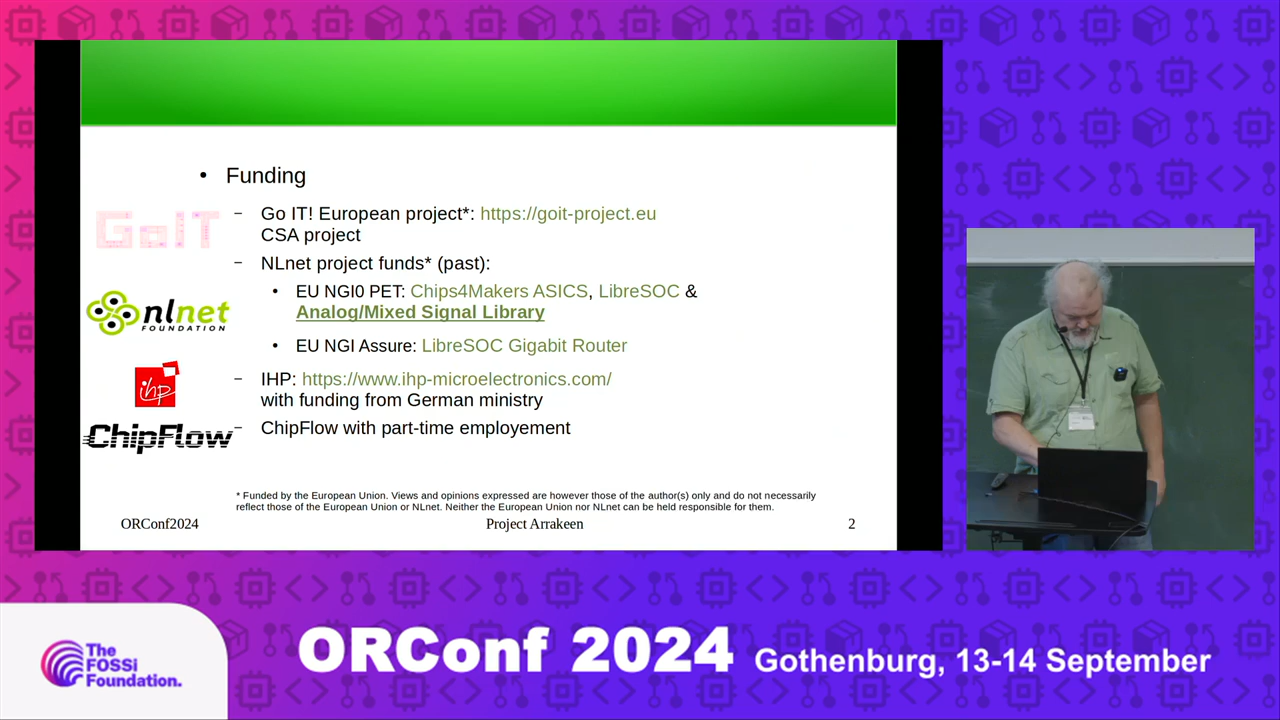 • Funding
GoIT
– Go IT! European project*: https://goit-project.eu
CSA project
– NLnet project funds* (past):
• EU NGI0 PET: Chips4Makers ASICS, LibreSOC &
Analog/Mixed Signal Library
nlnet
FOUNDATION
• EU NGI Assure: LibreSOC Gigabit Router
ihp
– IHP: https://www.ihp-microelectronics.com/
with funding from German ministry
ChipFlow
– ChipFlow with part-time employement
* Funded by the European Union. Views and opinions expressed are however those of the author(s) only and do not necessarily
reflect those of the European Union or NLnet. Neither the European Union nor NLnet can be held responsible for them.
ORConf2024
Project Arrakeen
2
The
FOSSi
Foundation.
ORConf 2024 Gothenburg, 13-14 September